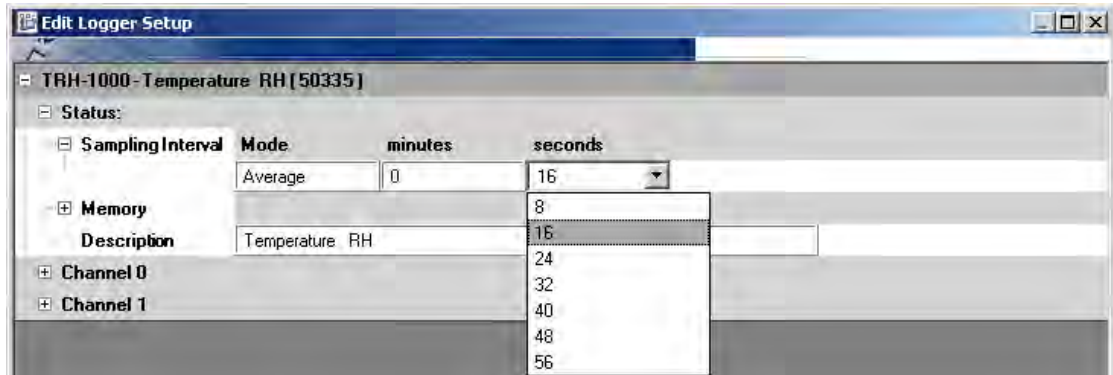 Edit Logger Setup
TRH-1000 - Temperature RH [50335]
Status:
Sampling Interval Mode minutes seconds
Average 0 16
8
Memory
16
Description Temperature RH
24
Channel 0
32
Channel 1
40
48
56